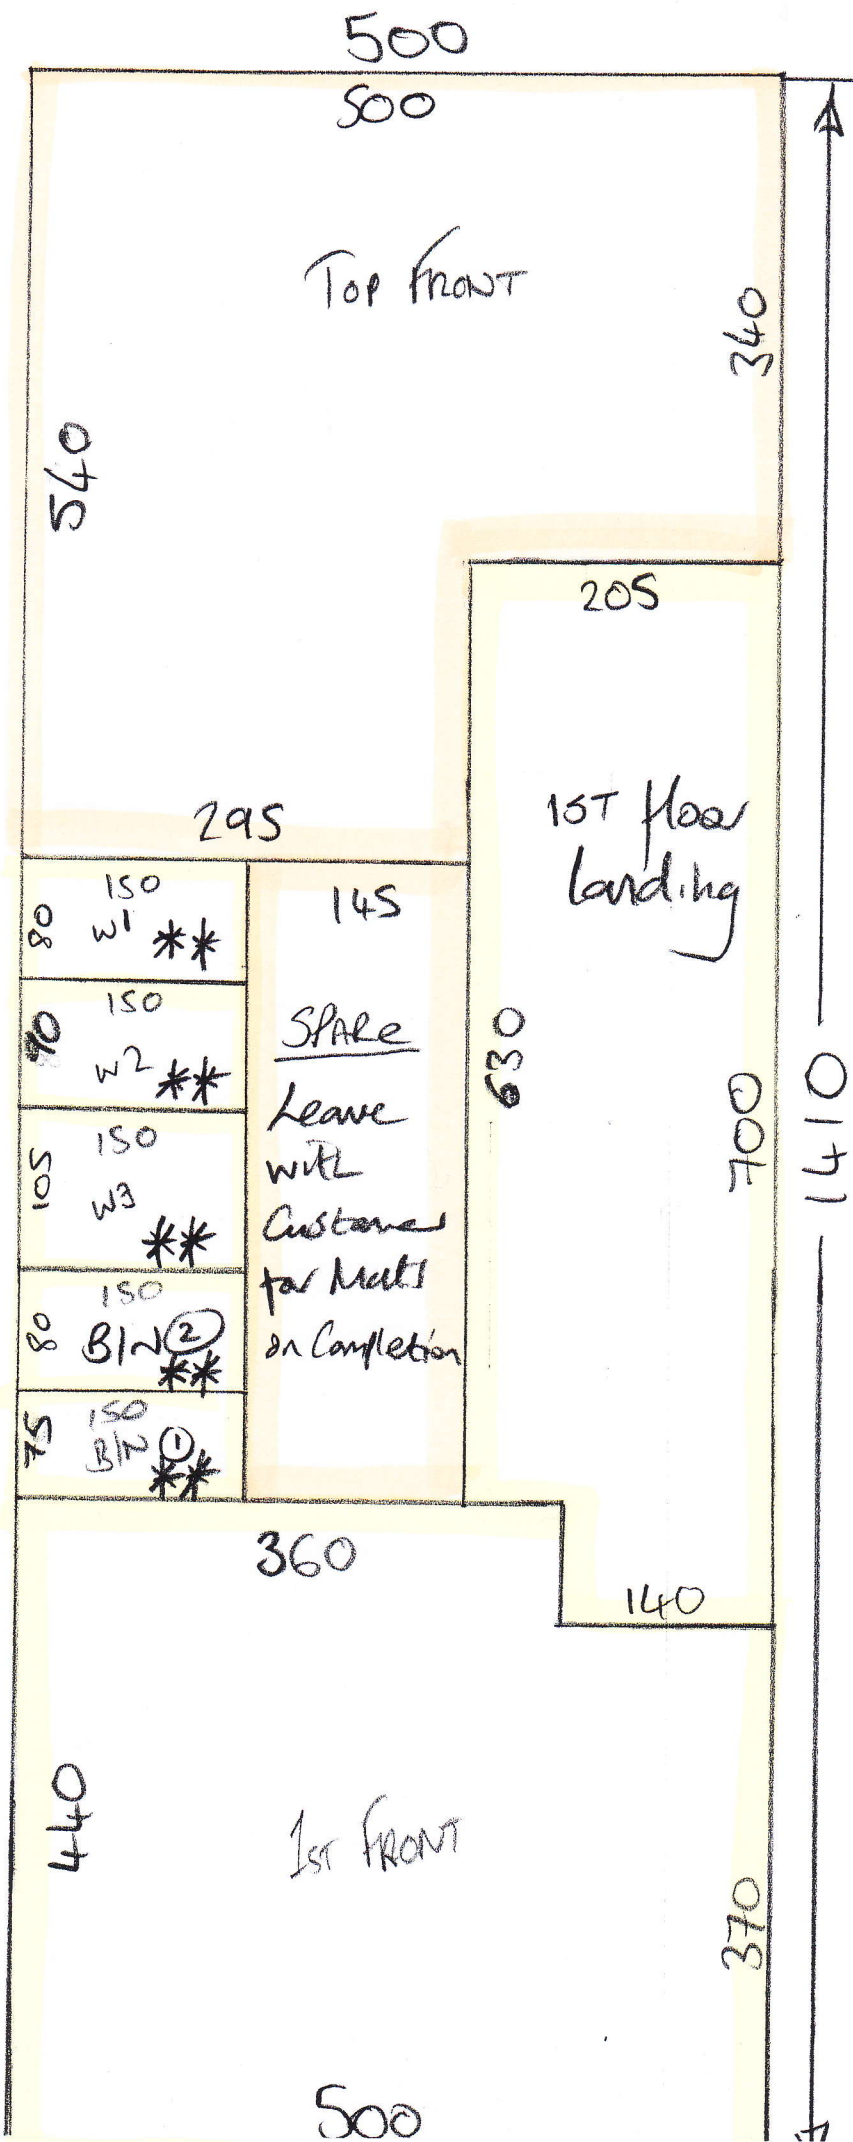 500
500
TOP FRONT
340
540
205
295
1ST floor
landing
150
80
W1 **
145
150
90
W2 **
SPARE
Leave
with
Customer
for Mats
on Completion
630
700
1410
150
105
W3
**
150
80
BIN 2
**
150
75
BIN 1
**
360
140
440
1ST FRONT
370
500